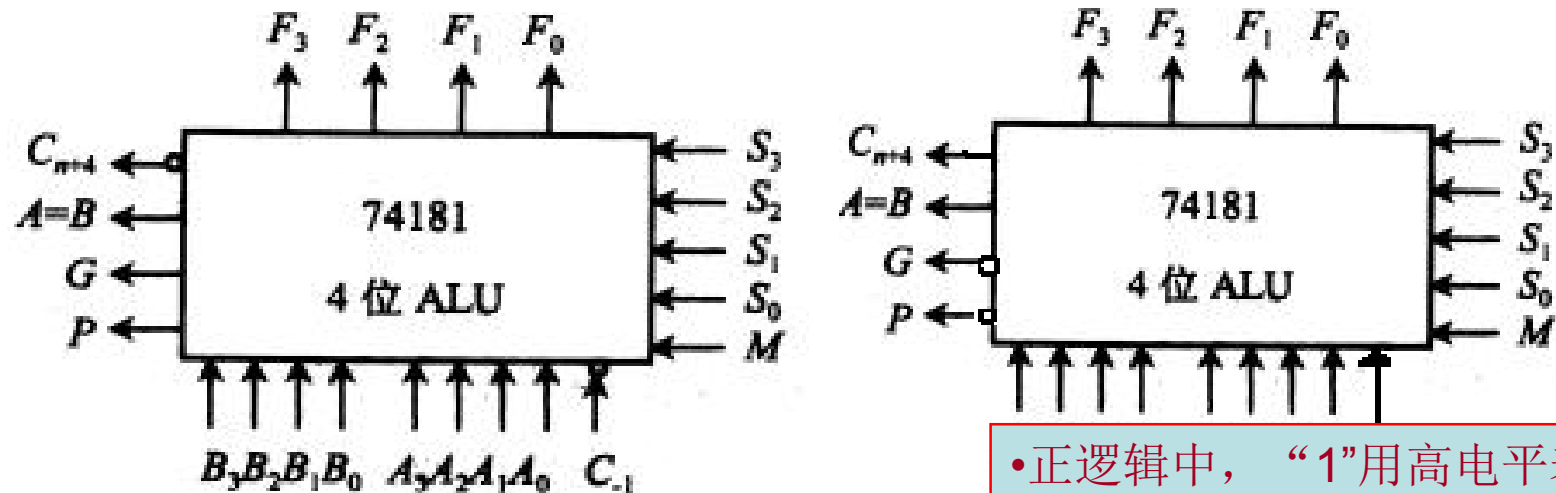 F₃ F₂ F₁ F₀
Cₙ₊₄
A=B
G
P
74181
4 位 ALU
S₃
S₂
S₁
S₀
M
B₃B₂B₁B₀ A₃A₂A₁A₀ C₋₁
F₃ F₂ F₁ F₀
Cₙ₊₄
A=B
G
P
74181
4 位 ALU
S₃
S₂
S₁
S₀
M
•正逻辑中，“1”用高电平